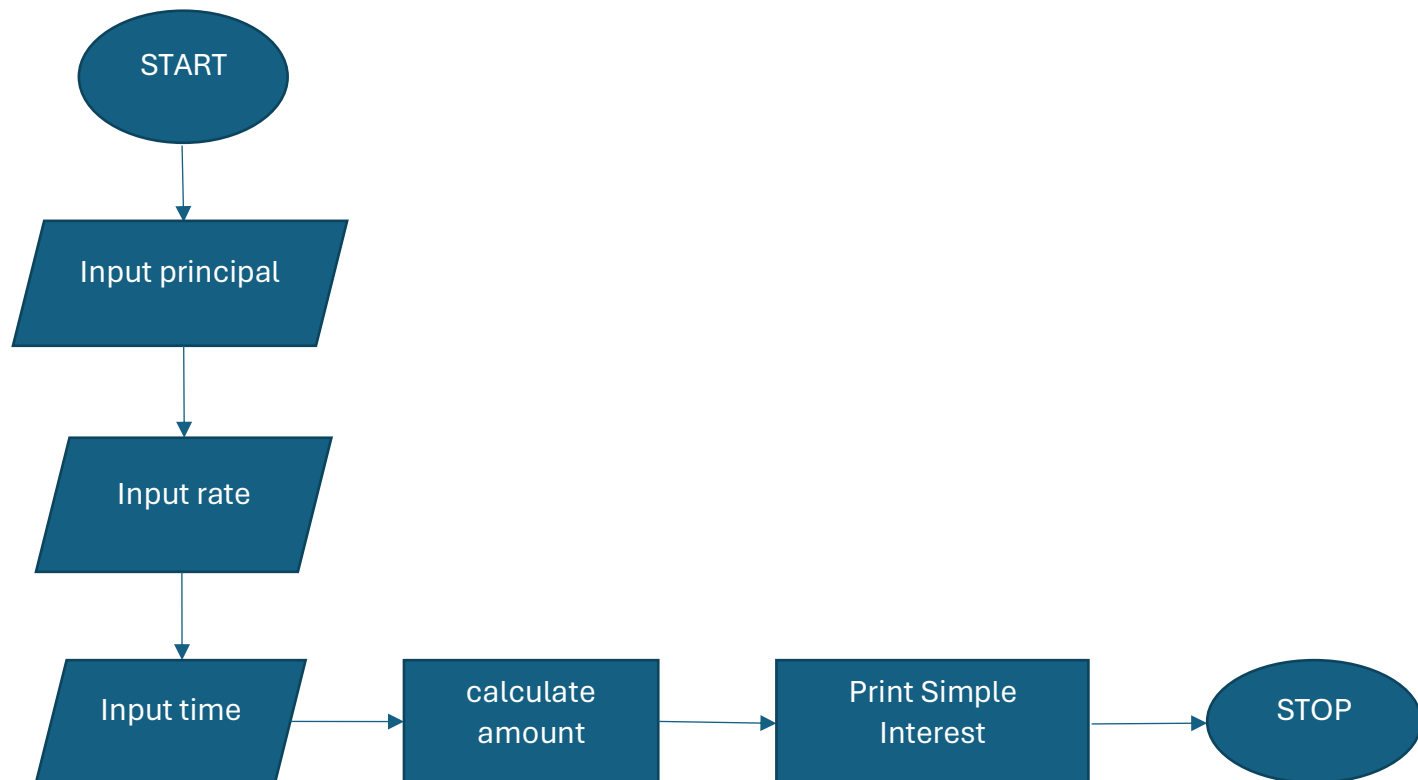 START
Input principal
Input rate
Input time
calculate
amount
Print Simple
Interest
STOP